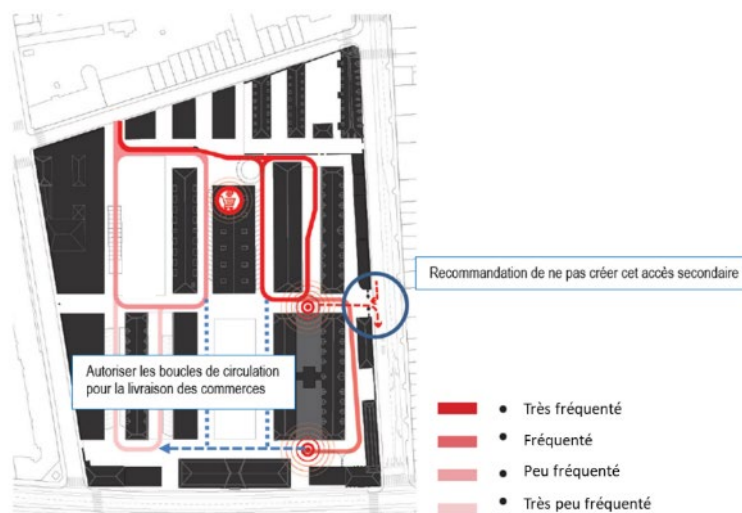 Recommandation de ne pas créer cet accès secondaire
Autoriser les boucles de circulation
pour la livraison des commerces
• Très fréquenté
• Fréquenté
• Peu fréquenté
• Très peu fréquenté